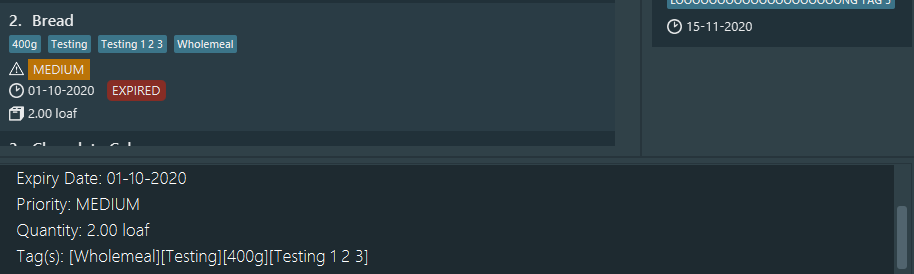 2. Bread
400g Testing Testing 1 2 3 Wholemeal
MEDIUM
01-10-2020 EXPIRED
2.00 loaf
15-11-2020
Expiry Date: 01-10-2020
Priority: MEDIUM
Quantity: 2.00 loaf
Tag(s): [Wholemeal][Testing][400g][Testing 1 2 3]